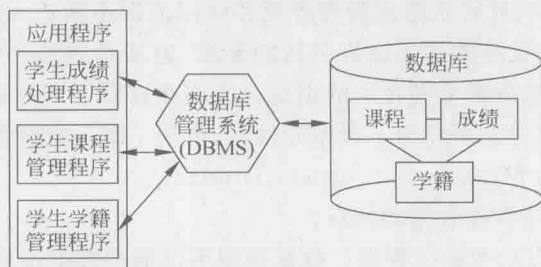 应用程序
学生成绩
处理程序
学生课程
管理程序
学生学籍
管理程序
数据库
管理系统
(DBMS)
数据库
课程
成绩
学籍